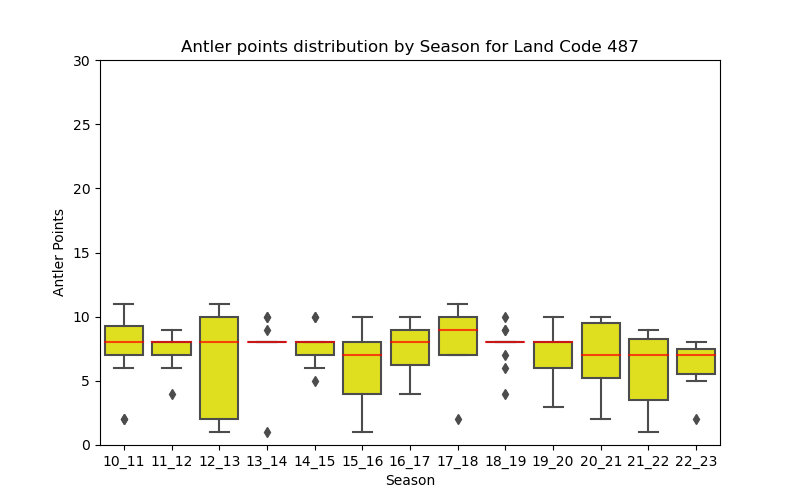 Antler points distribution by Season for Land Code 487
30
25
20
15
10
5
0
Antler Points
10_11 11_12 12_13 13_14 14_15 15_16 16_17 17_18 18_19 19_20 20_21 21_22 22_23
Season